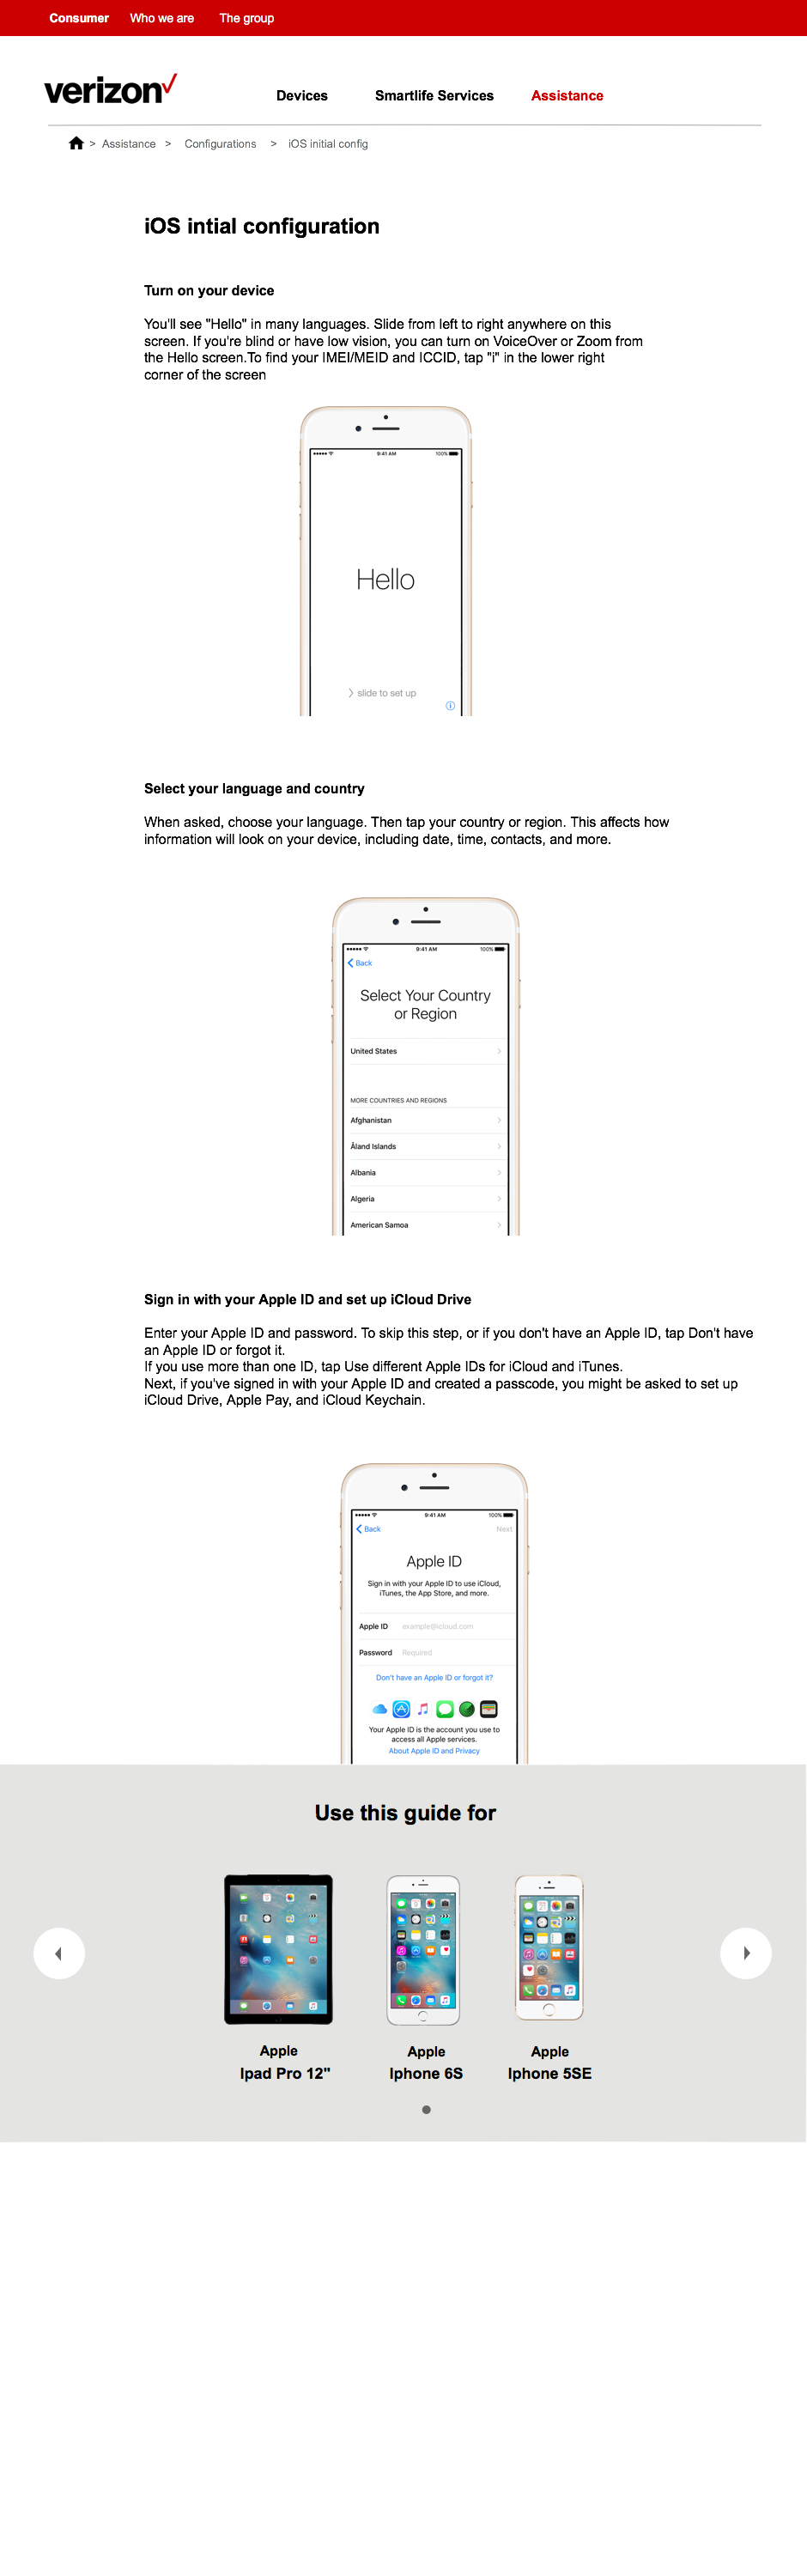 Consumer Who we are The group
verizon
Devices Smartlife Services Assistance
> Assistance > Configurations > iOS initial config
iOS intial configuration
Turn on your device
You'll see "Hello" in many languages. Slide from left to right anywhere on this
screen. If you're blind or have low vision, you can turn on VoiceOver or Zoom from
the Hello screen.To find your IMEI/MEID and ICCID, tap "i" in the lower right
corner of the screen
9:41 AM 100%
Hello
> slide to set up
Select your language and country
When asked, choose your language. Then tap your country or region. This affects how
information will look on your device, including date, time, contacts, and more.
9:41 AM 100%
Back
Select Your Country
or Region
United States
MORE COUNTRIES AND REGIONS
Afghanistan
Åland Islands
Albania
Algeria
American Samoa
Sign in with your Apple ID and set up iCloud Drive
Enter your Apple ID and password. To skip this step, or if you don't have an Apple ID, tap Don't have
an Apple ID or forgot it.
If you use more than one ID, tap Use different Apple IDs for iCloud and iTunes.
Next, if you've signed in with your Apple ID and created a passcode, you might be asked to set up
iCloud Drive, Apple Pay, and iCloud Keychain.
9:41 AM 100%
Back Next
Apple ID
Sign in with your Apple ID to use iCloud,
iTunes, the App Store, and more.
Apple ID example@icloud.com
Password Required
Don't have an Apple ID or forgot it?
Your Apple ID is the account you use to
access all Apple services.
About Apple ID and Privacy
Use this guide for
Apple Apple Apple
Ipad Pro 12" Iphone 6S Iphone 5SE